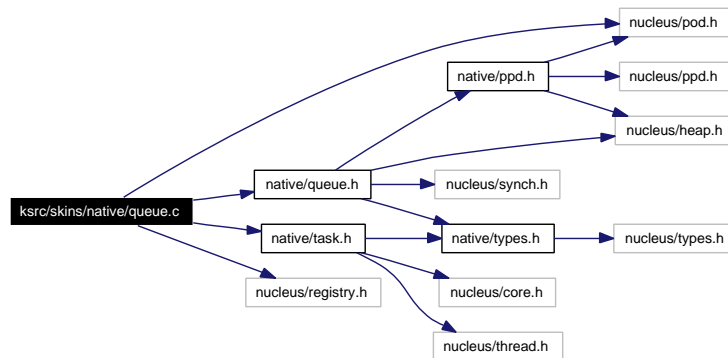 nucleus/pod.h
native/ppd.h
nucleus/ppd.h
nucleus/heap.h
native/queue.h
nucleus/synch.h
ksrc/skins/native/queue.c
native/task.h
native/types.h
nucleus/types.h
nucleus/registry.h
nucleus/core.h
nucleus/thread.h